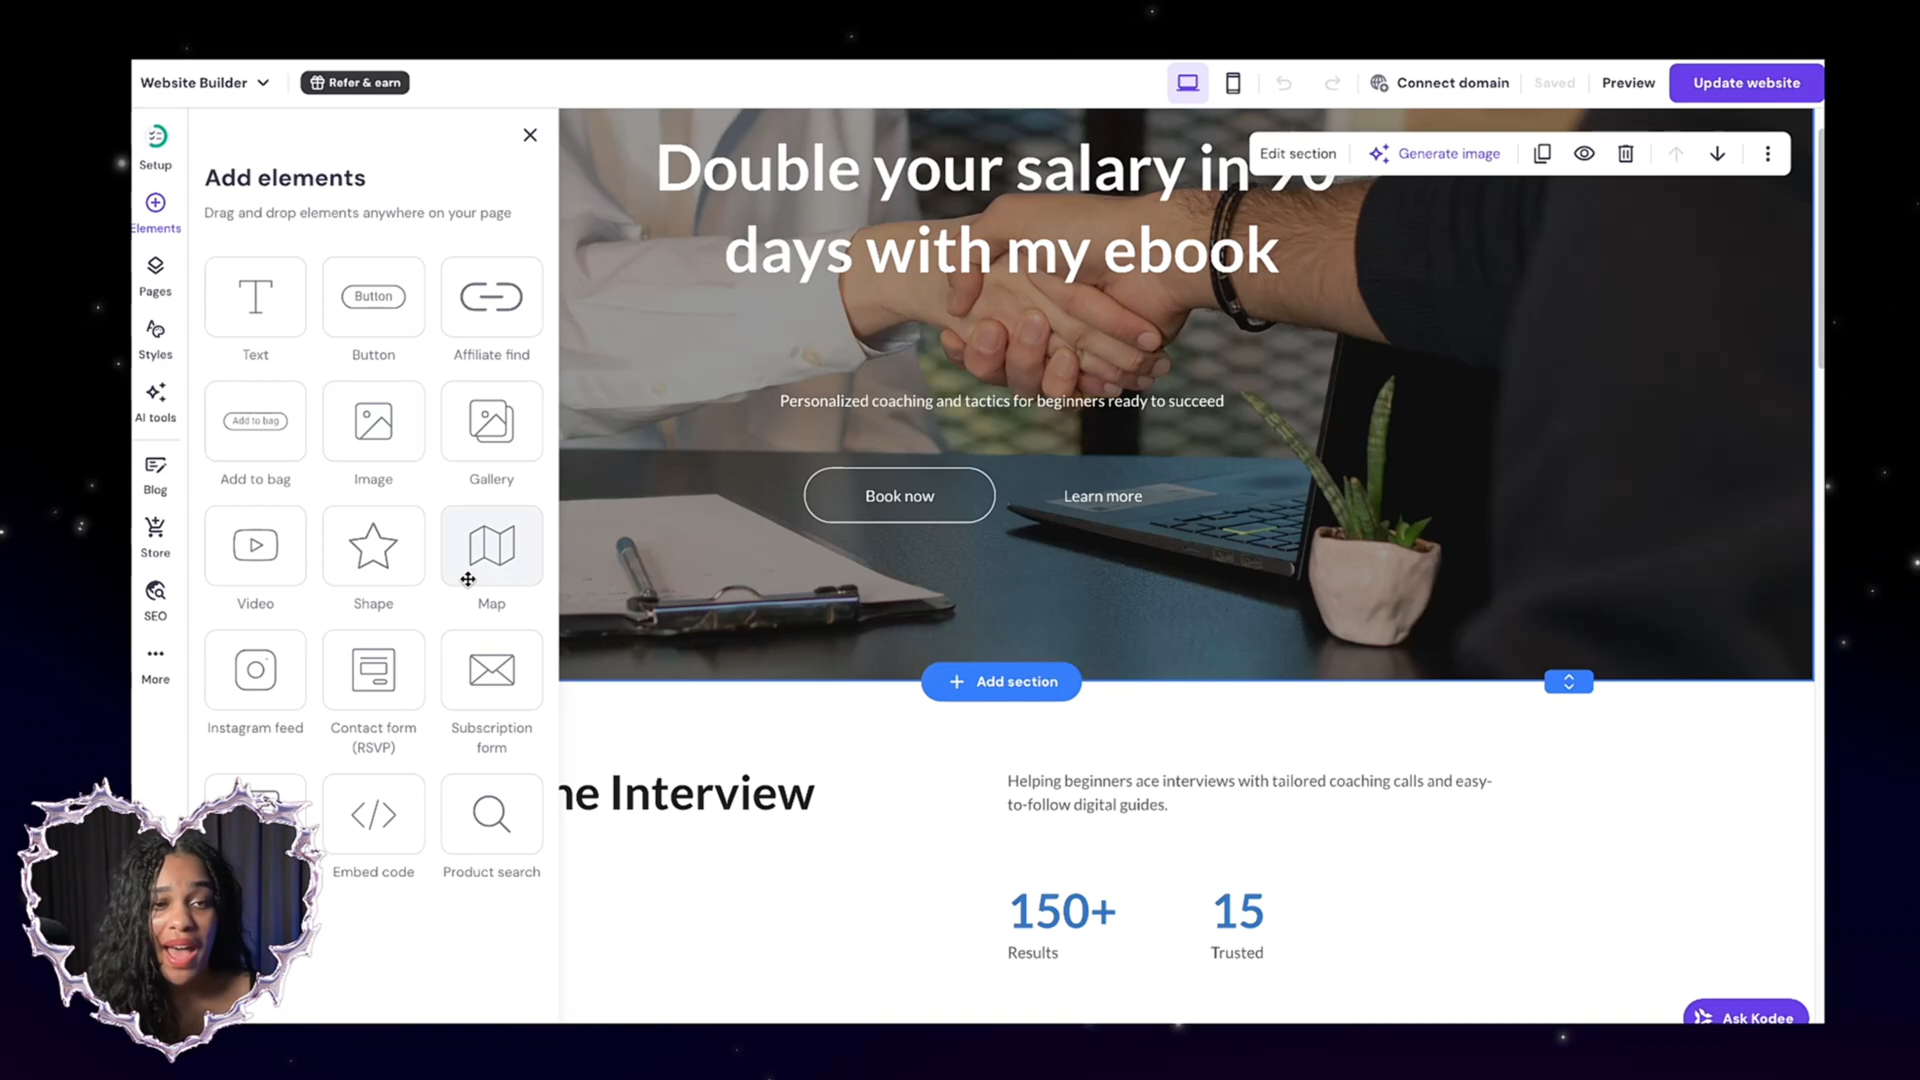 Website Builder
Refer & earn
Connect domain
Saved
Preview
Update website
Setup
Elements
Pages
Styles
AI tools
Blog
Store
SEO
More
Add elements
Drag and drop elements anywhere on your page
Text
Button
Button
Affiliate find
Add to bag
Add to bag
Image
Gallery
Video
Shape
Map
Instagram feed
Contact form
(RSVP)
Subscription
form
Embed code
Product search
Edit section
Generate image
Double your salary in 90
days with my ebook
Personalized coaching and tactics for beginners ready to succeed
Book now
Learn more
Add section
Interview
Helping beginners ace interviews with tailored coaching calls and easy-
to-follow digital guides.
150+
Results
15
Trusted
Ask Kodee